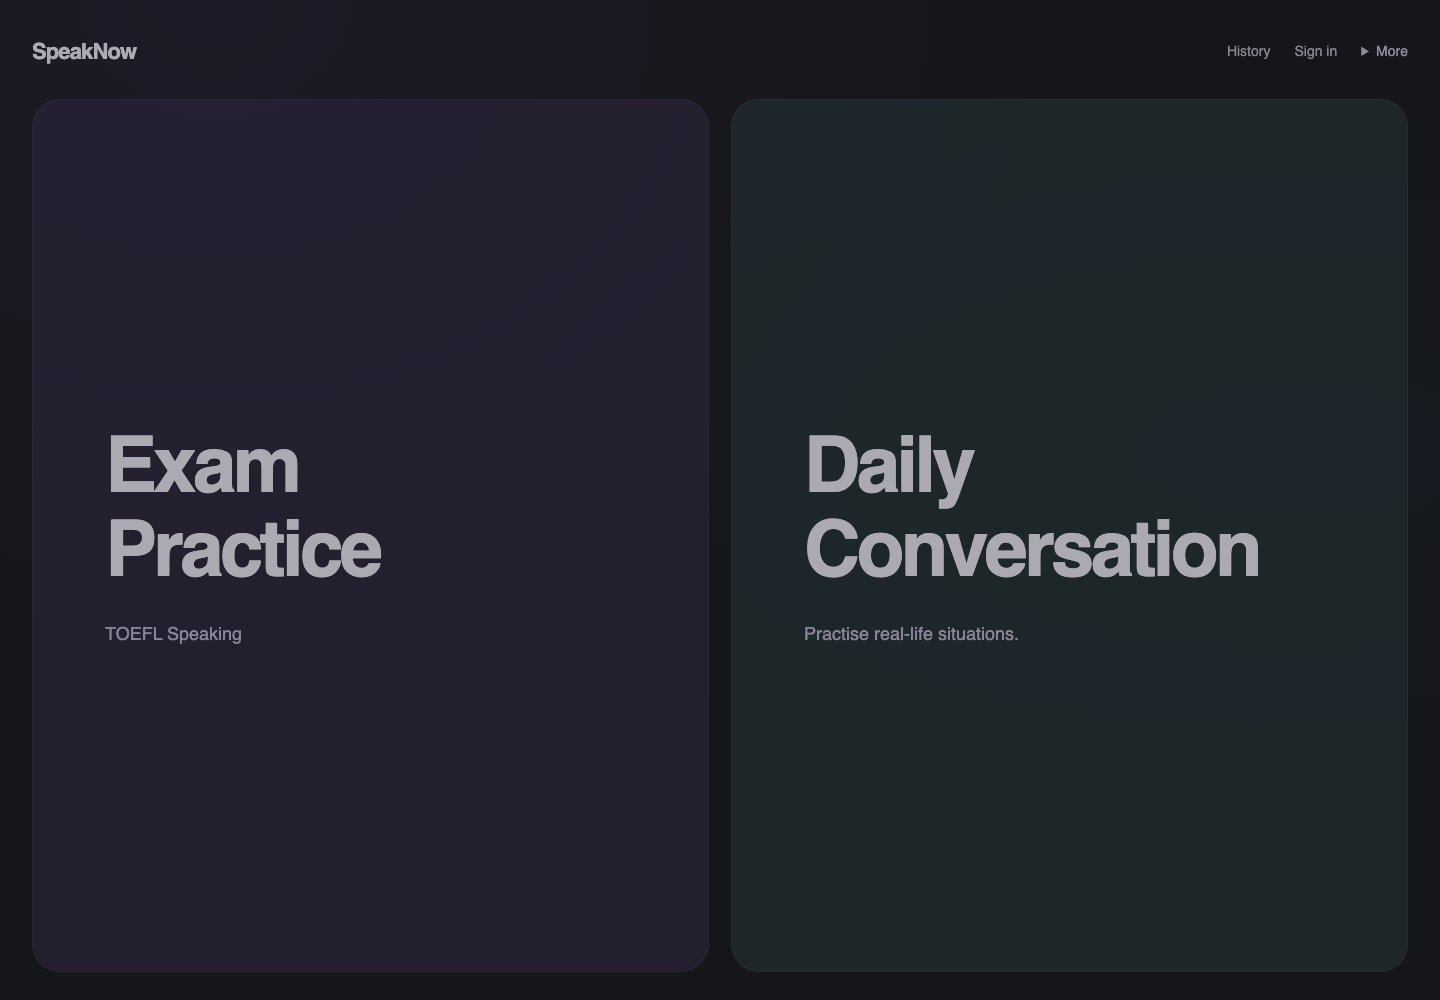 SpeakNow
History
Sign in
More
Exam
Practice
TOEFL Speaking
Daily
Conversation
Practise real-life situations.